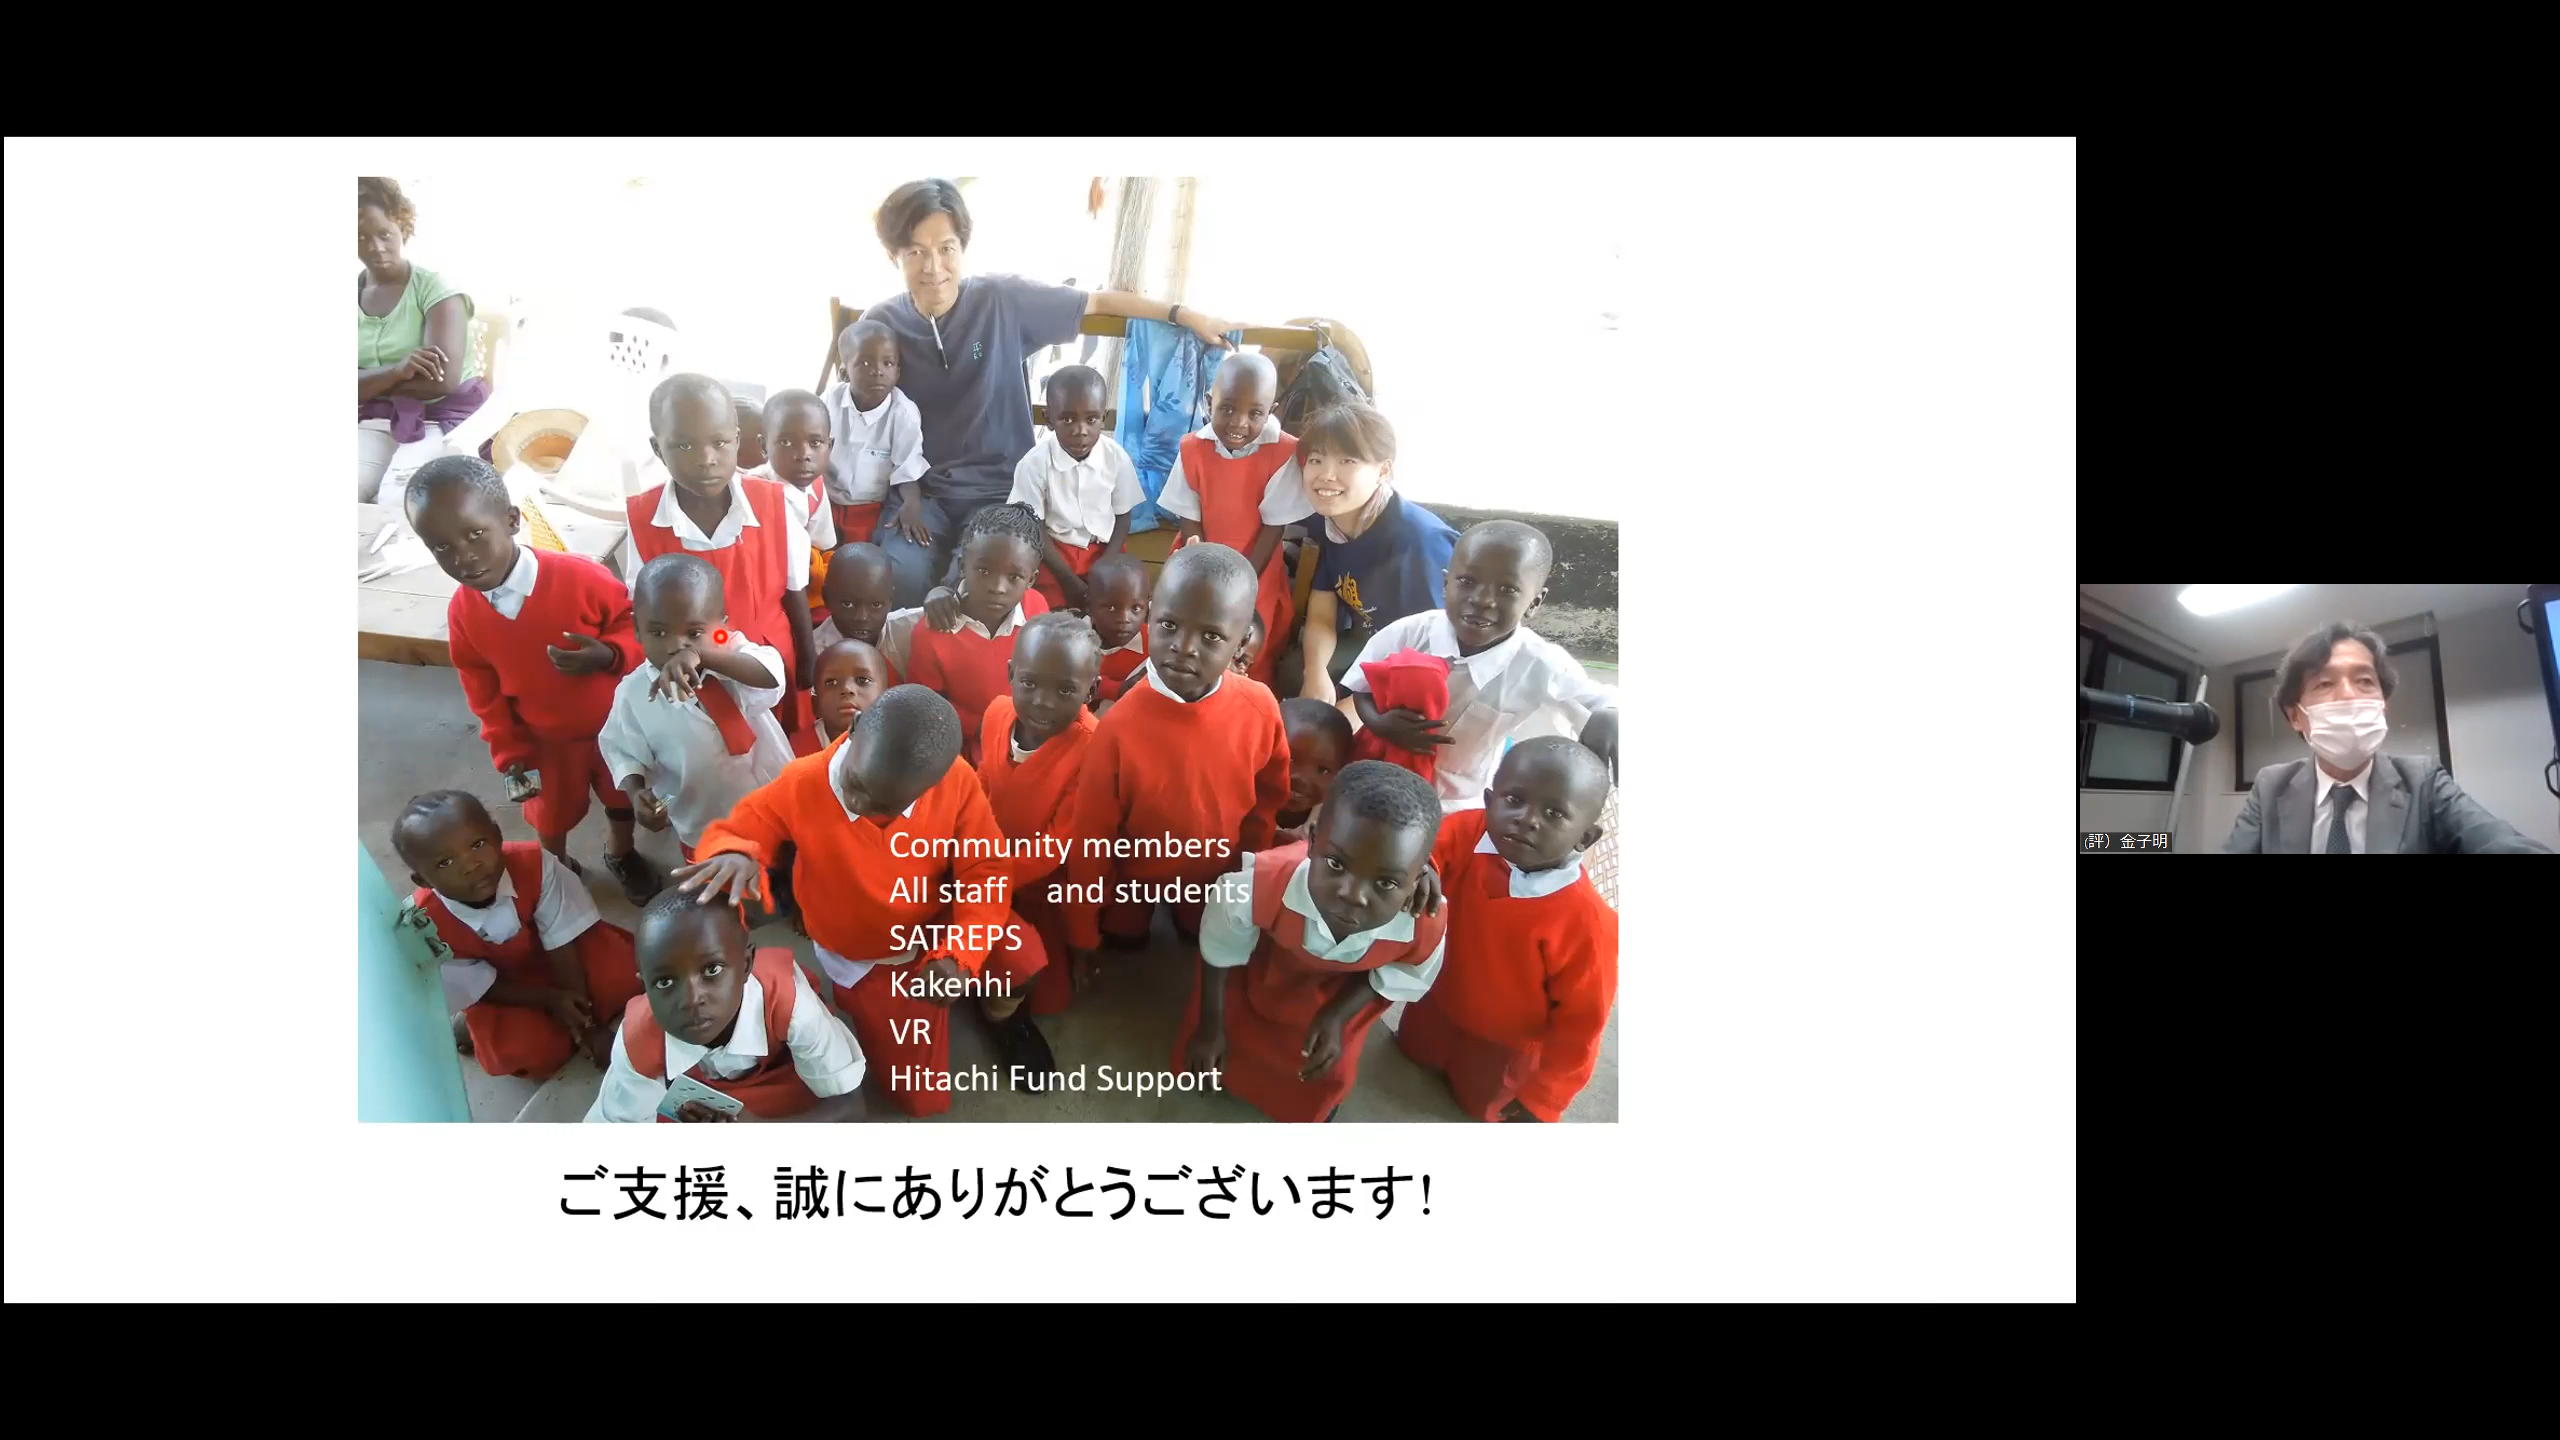 Community members
All staff and students
SATREPS
Kakenhi
VR
Hitachi Fund Support
ご支援、誠にありがとうございます!
(評）金子明